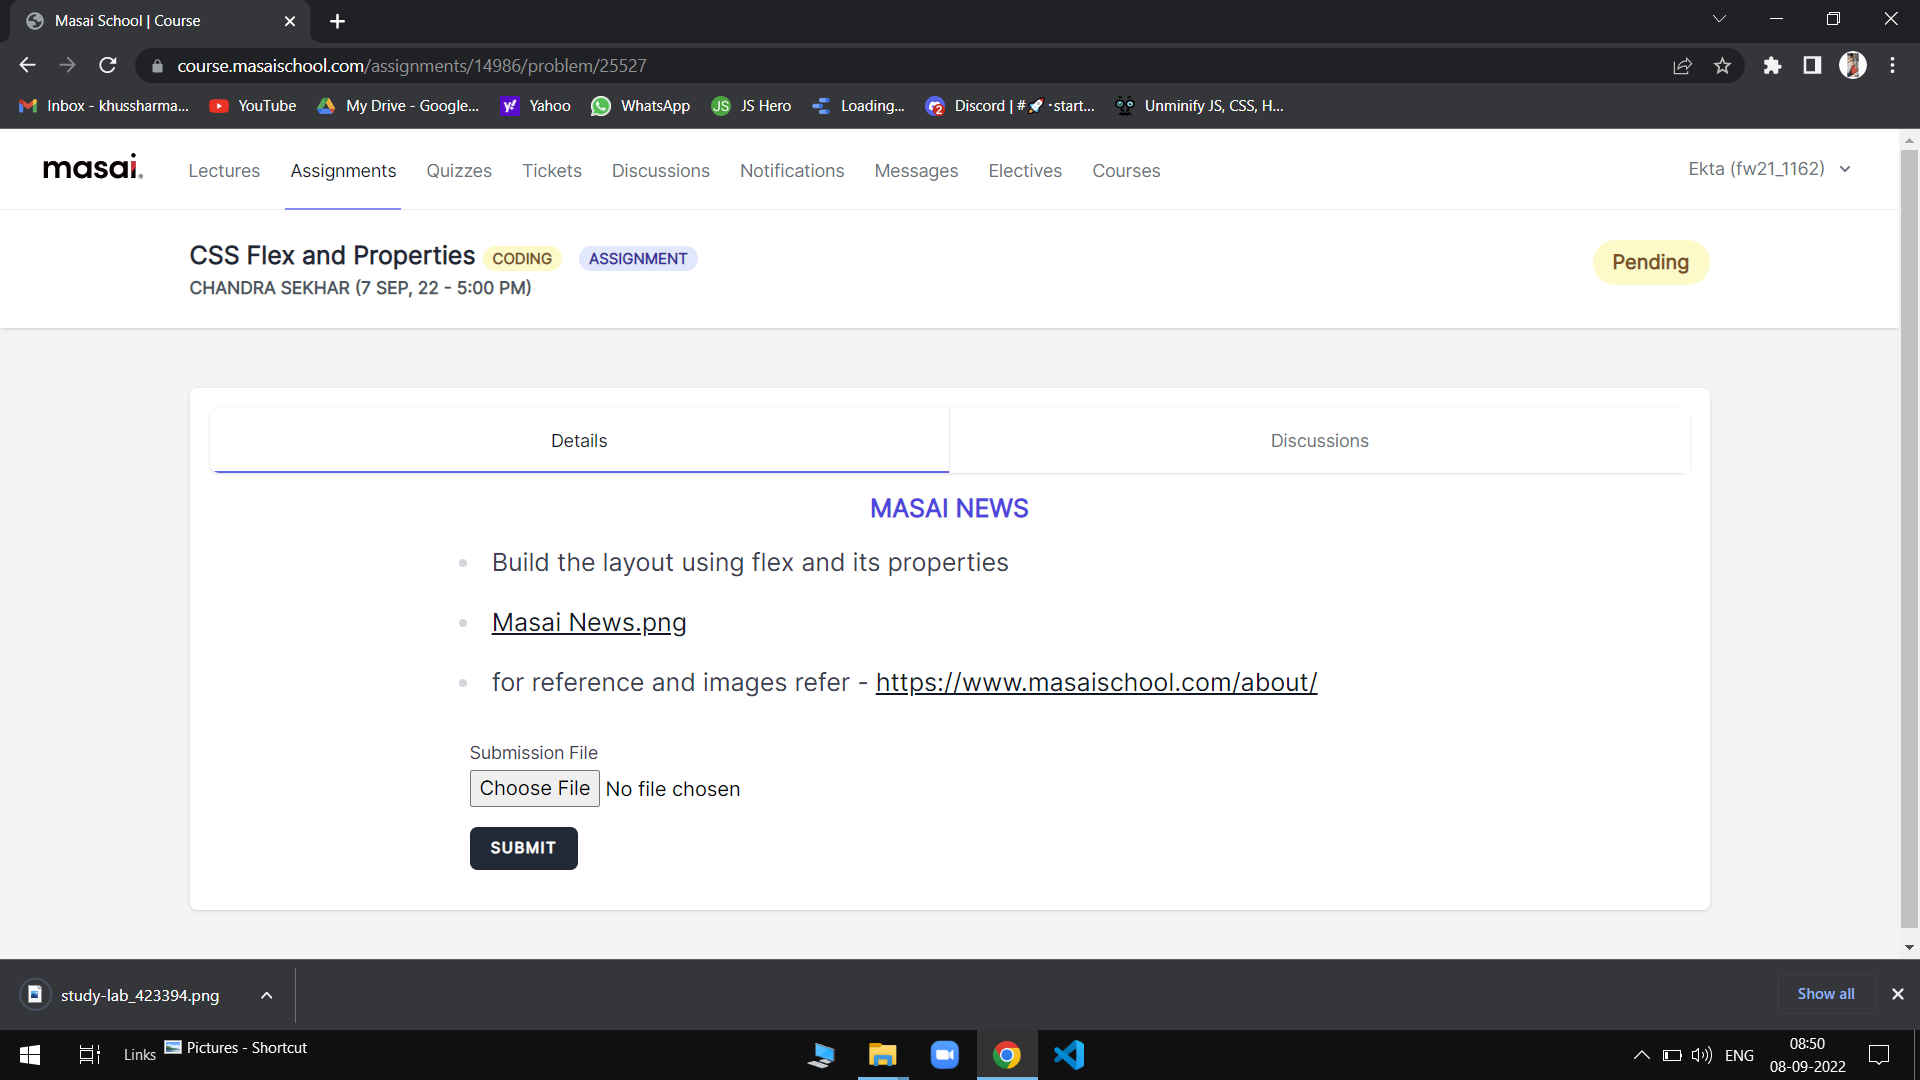 Masai School | Course
course.masaischool.com/assignments/14986/problem/25527
Inbox - khussharma... YouTube My Drive - Google... Yahoo WhatsApp JS JS Hero Loading... 2 Discord | #🚀・start... Unminify JS, CSS, H...
masai. Lectures Assignments Quizzes Tickets Discussions Notifications Messages Electives Courses Ekta (fw21_1162)
CSS Flex and Properties CODING ASSIGNMENT Pending
CHANDRA SEKHAR (7 SEP, 22 - 5:00 PM)
Details Discussions
MASAI NEWS
Build the layout using flex and its properties
Masai News.png
for reference and images refer - https://www.masaischool.com/about/
Submission File
Choose File No file chosen
SUBMIT
study-lab_423394.png Show all
Links Pictures - Shortcut ENG 08:50
08-09-2022